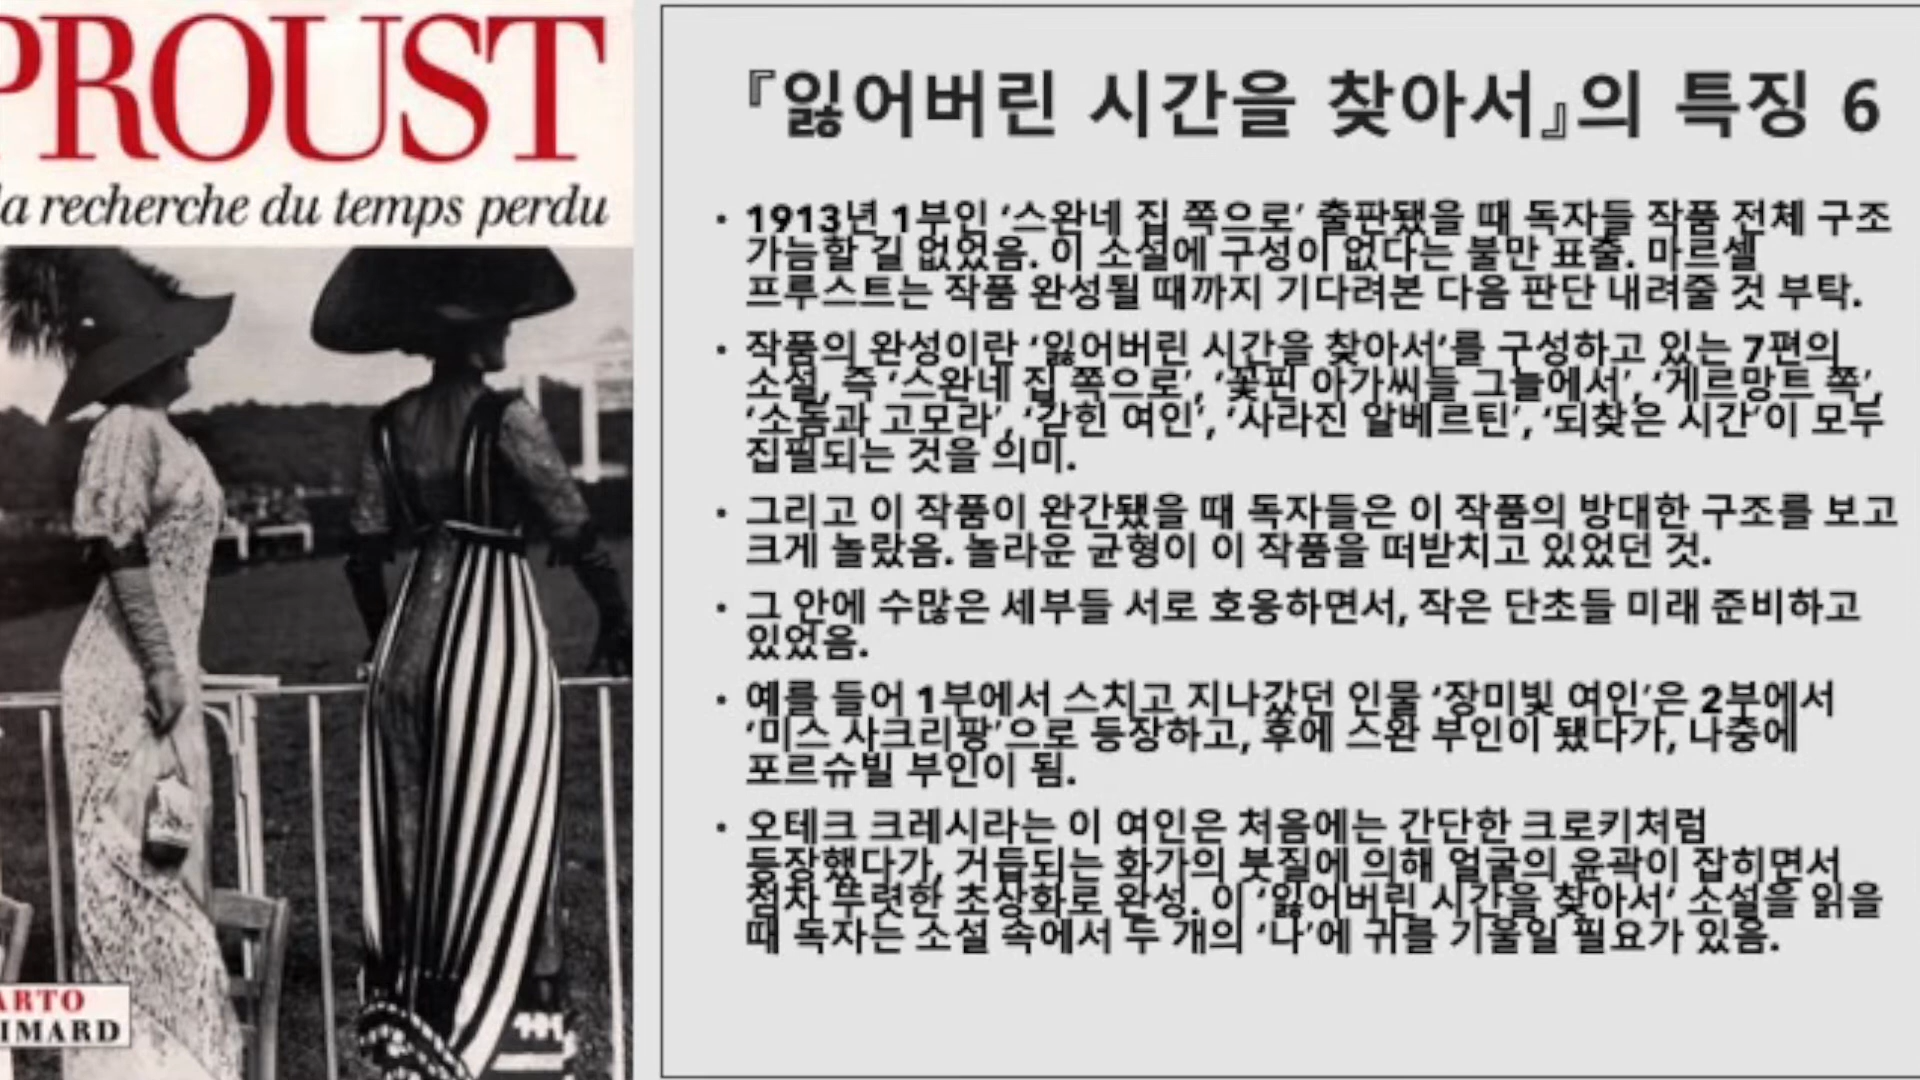 PROUST
la recherche du temps perdu
ARTO
IMARD
『잃어버린 시간을 찾아서』의 특징 6
• 1913년 1부인 ‘스완네 집 쪽으로’ 출판됐을 때 독자들 작품 전체 구조
가늠할 길 없었음. 이 소설에 구성이 없다는 불만 표출. 마르셀
프루스트는 작품 완성될 때까지 기다려본 다음 판단 내려줄 것 부탁.
• 작품의 완성이란 ‘잃어버린 시간을 찾아서’를 구성하고 있는 7편의
소설, 즉 ‘스완네 집 쪽으로’, ‘꽃핀 아가씨들 그늘에서’, ‘게르망트 쪽’,
‘소돔과 고모라’, ‘갇힌 여인’, ‘사라진 알베르틴’, ‘되찾은 시간’이 모두
집필되는 것을 의미.
• 그리고 이 작품이 완간됐을 때 독자들은 이 작품의 방대한 구조를 보고
크게 놀랐음. 놀라운 균형이 이 작품을 떠받치고 있었던 것.
• 그 안에 수많은 세부들 서로 호응하면서, 작은 단초들 미래 준비하고
있었음.
• 예를 들어 1부에서 스치고 지나갔던 인물 ‘장미빛 여인’은 2부에서
‘미스 사크리팡’으로 등장하고, 후에 스완 부인이 됐다가, 나중에
포르슈빌 부인이 됨.
• 오테크 크레시라는 이 여인은 처음에는 간단한 크로키처럼
등장했다가, 거듭되는 화가의 붓질에 의해 얼굴의 윤곽이 잡히면서
점차 뚜렷한 초상화로 완성. 이 ‘잃어버린 시간을 찾아서’ 소설을 읽을
때 독자는 소설 속에서 두 개의 ‘나’에 귀를 기울일 필요가 있음.